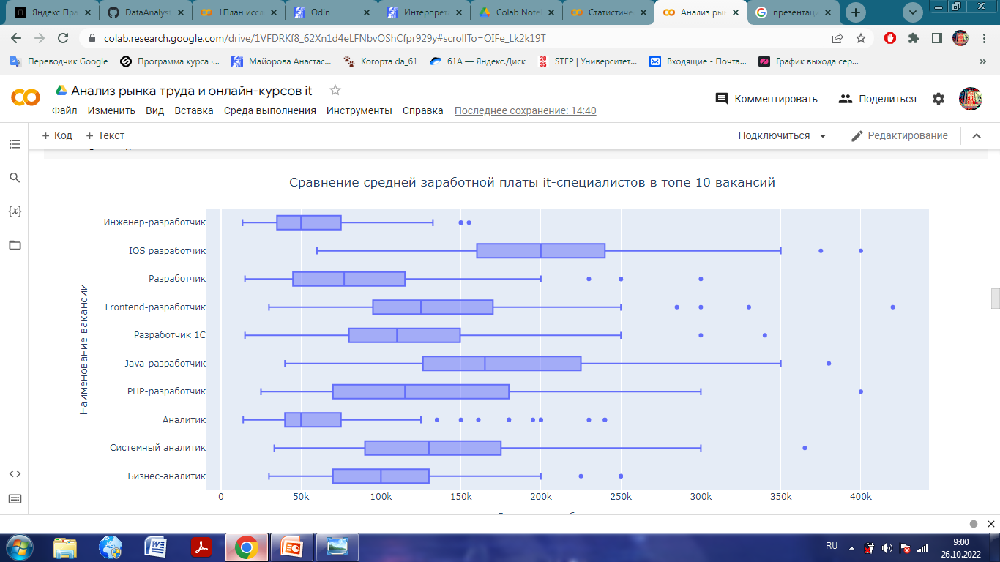 Яндекс Пра
DataAnalyst
1План иссл
Odin
Интерпрет
Colab Note
Статистиче
Анализ рын
презентац
colab.research.google.com/drive/1VFDRKf8_62Xn1d4eLFNbvOShCfpr929y#scrollTo=OIFe_Lk2k19T
Переводчик Google
Программа курса ·...
Майорова Анастас...
Когорта da_61
61А — Яндекс.Диск
STEP | Университет...
Входящие - Почта...
График выхода сер...
»
Анализ рынка труда и онлайн-курсов it
Комментировать
Поделиться
Файл Изменить Вид Вставка Среда выполнения Инструменты Справка Последнее сохранение: 14:40
+ Код + Текст
Подключиться
Редактирование
{x}
Сравнение средней заработной платы it-специалистов в топе 10 вакансий
Наименование вакансии
Инженер-разработчик
IOS разработчик
Разработчик
Frontend-разработчик
Разработчик 1С
Java-разработчик
PHP-разработчик
Аналитик
Системный аналитик
Бизнес-аналитик
0 50k 100k 150k 200k 250k 300k 350k 400k
RU
9:00
26.10.2022